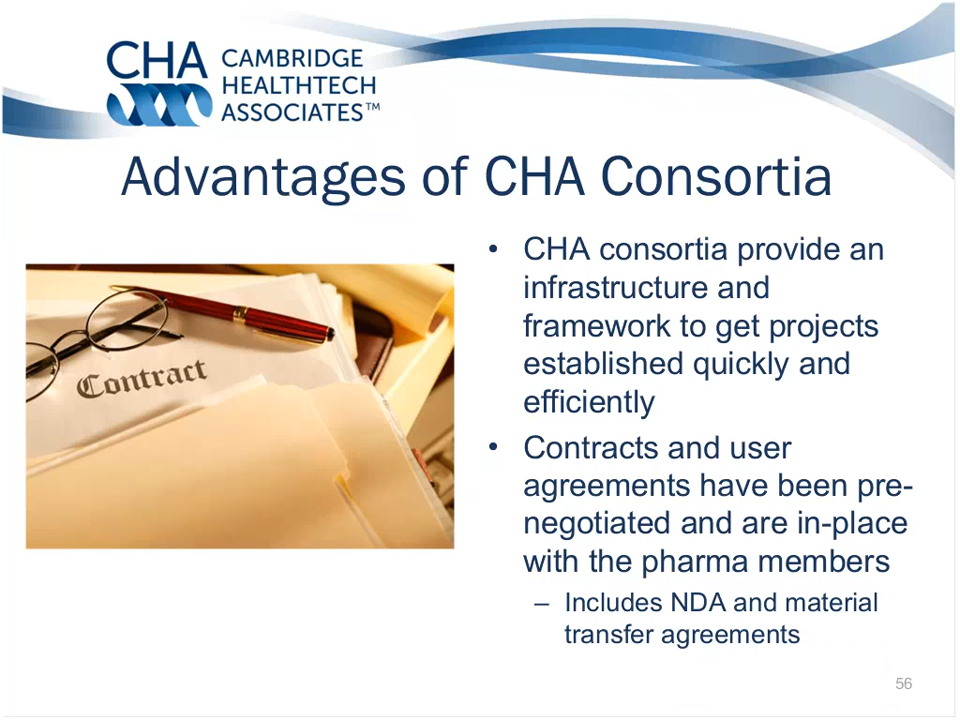 CHA
CAMBRIDGE
HEALTHTECH
ASSOCIATES™
Advantages of CHA Consortia
Contract
• CHA consortia provide an
infrastructure and
framework to get projects
established quickly and
efficiently
• Contracts and user
agreements have been pre-
negotiated and are in-place
with the pharma members
– Includes NDA and material
transfer agreements
56